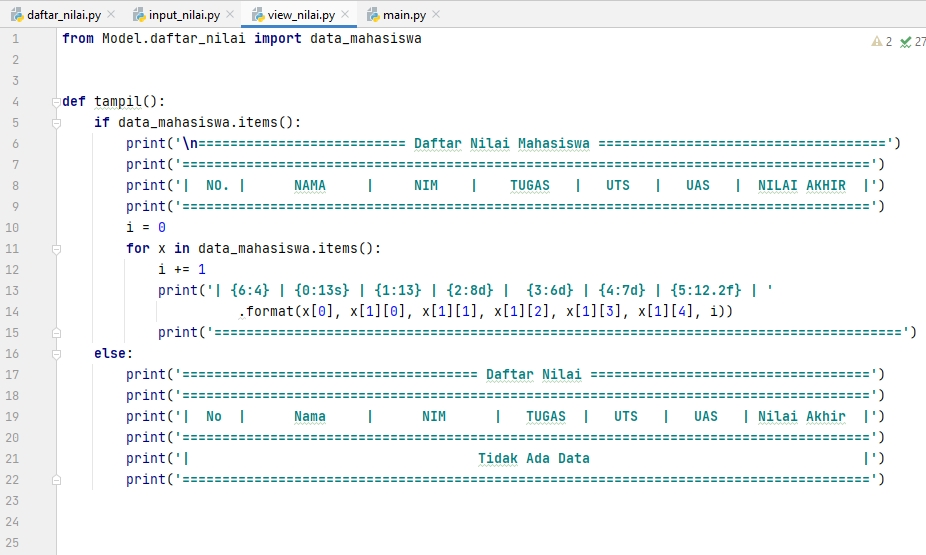 daftar_nilai.py × input_nilai.py × view_nilai.py × main.py ×
1 from Model.daftar_nilai import data_mahasiswa 2 27
2
3
4 def tampil():
5     if data_mahasiswa.items():
6         print('\n========================== Daftar Nilai Mahasiswa ====================================')
7         print('======================================================================================')
8         print('|  NO. |      NAMA     |     NIM    |    TUGAS   |   UTS   |   UAS   |  NILAI AKHIR  |')
9         print('======================================================================================')
10         i = 0
11         for x in data_mahasiswa.items():
12             i += 1
13             print('| {6:4} | {0:13s} | {1:13} | {2:8d} |  {3:6d} | {4:7d} | {5:12.2f} | '
14                   .format(x[0], x[1][0], x[1][1], x[1][2], x[1][3], x[1][4], i))
15             print('======================================================================================')
16     else:
17         print('===================================== Daftar Nilai ===================================')
18         print('======================================================================================')
19         print('|  No  |      Nama     |      NIM      |   TUGAS  |   UTS   |   UAS   | Nilai Akhir  |')
20         print('======================================================================================')
21         print('|                                    Tidak Ada Data                                  |')
22         print('======================================================================================')
23
24
25